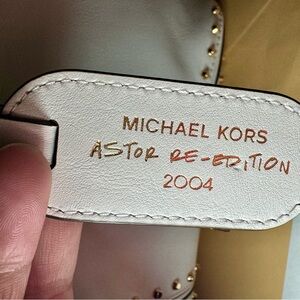 MICHAEL KORS
ASTOR RE-EDITION
2004